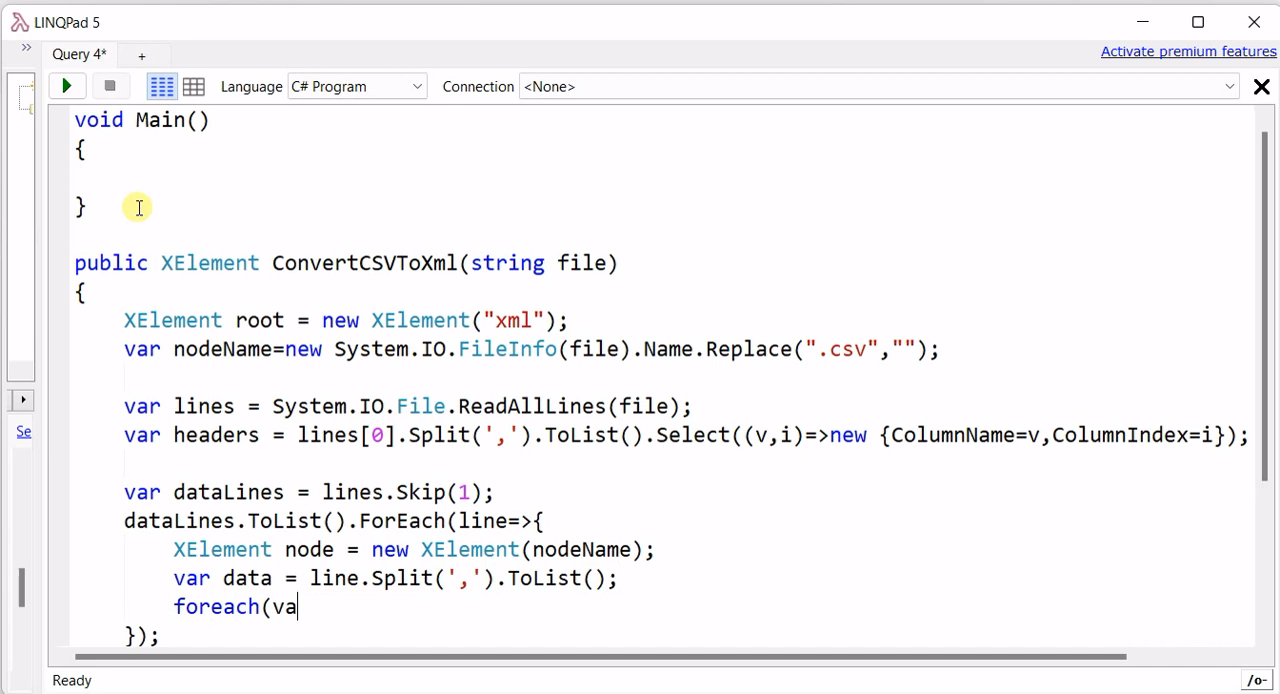 LINQPad 5
Query 4* +
Activate premium features
Language C# Program Connection <None>
void Main()
{
}
public XElement ConvertCSVToXml(string file)
{
XElement root = new XElement("xml");
var nodeName=new System.IO.FileInfo(file).Name.Replace(".csv","");
var lines = System.IO.File.ReadAllLines(file);
var headers = lines[0].Split(',').ToList().Select((v,i)=>new {ColumnName=v,ColumnIndex=i});
var dataLines = lines.Skip(1);
dataLines.ToList().ForEach(line=>{
XElement node = new XElement(nodeName);
var data = line.Split(',').ToList();
foreach(va
});
Se
Ready
/o-